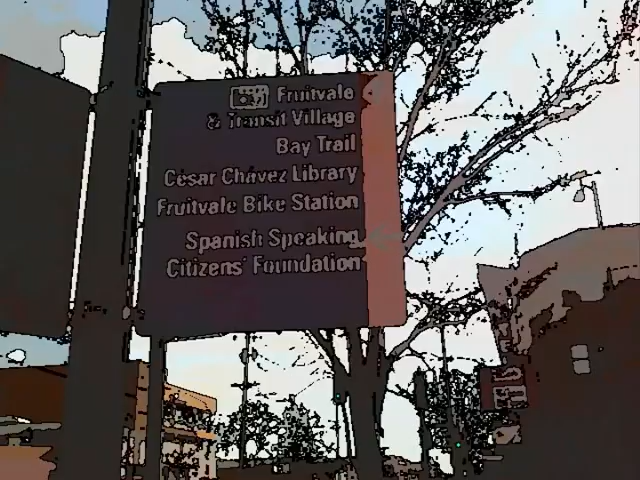 Fruitvale
& Transit Village
Bay Trail
César Chávez Library
Fruitvale Bike Station
Spanish Speaking
Citizens' Foundation